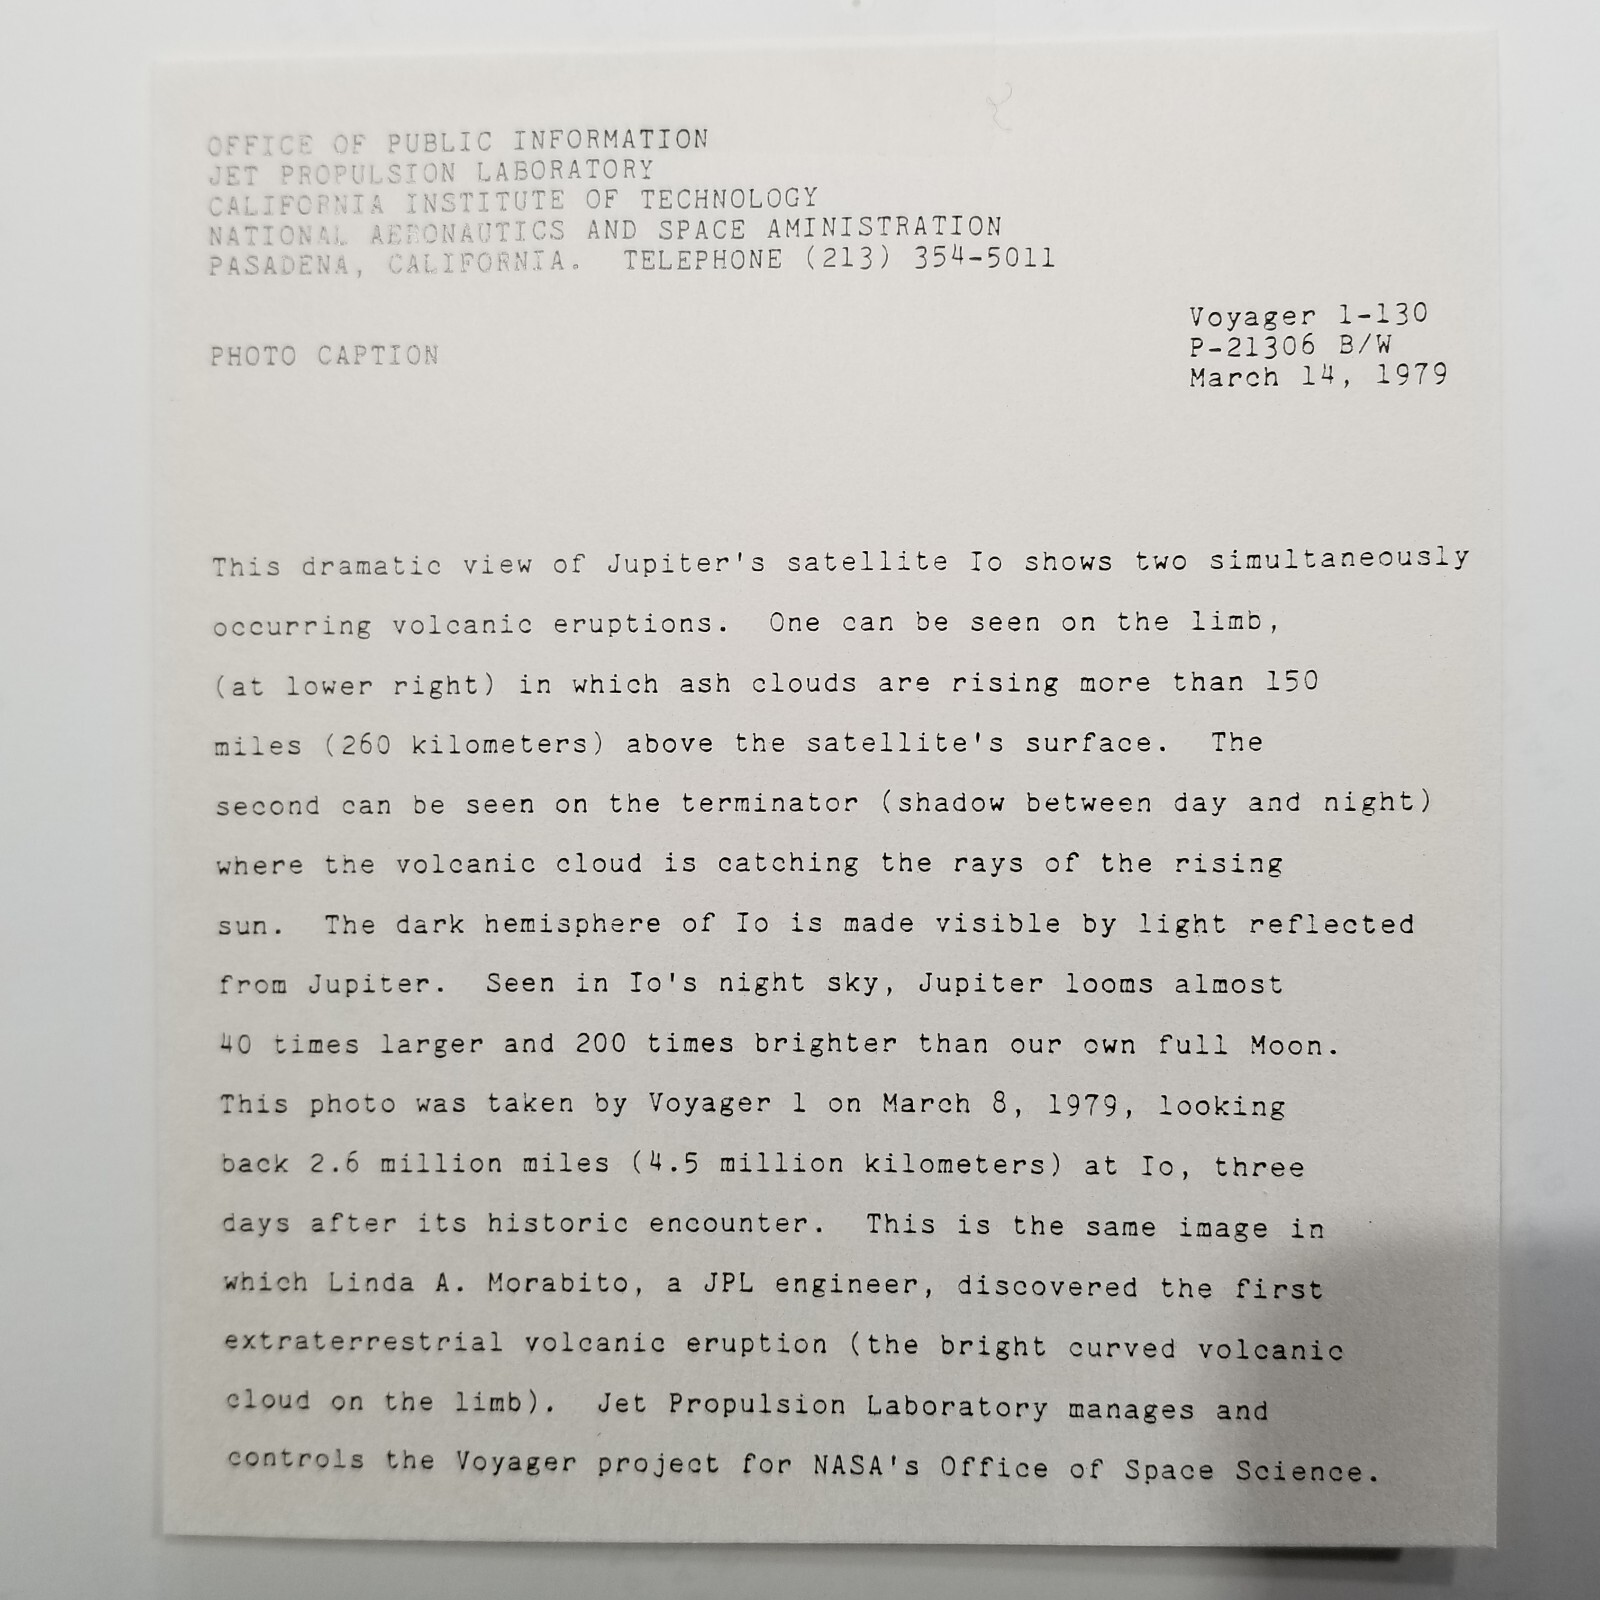 OFFICE OF PUBLIC INFORMATION
JET PROPULSION LABORATORY
CALIFORNIA INSTITUTE OF TECHNOLOGY
NATIONAL AERONAUTICS AND SPACE AMINISTRATION
PASADENA, CALIFORNIA.  TELEPHONE (213) 354-5011
Voyager 1-130
P-21306 B/W
March 14, 1979
PHOTO CAPTION
This dramatic view of Jupiter's satellite Io shows two simultaneously
occurring volcanic eruptions.  One can be seen on the limb,
(at lower right) in which ash clouds are rising more than 150
miles (260 kilometers) above the satellite's surface.  The
second can be seen on the terminator (shadow between day and night)
where the volcanic cloud is catching the rays of the rising
sun.  The dark hemisphere of Io is made visible by light reflected
from Jupiter.  Seen in Io's night sky, Jupiter looms almost
40 times larger and 200 times brighter than our own full Moon.
This photo was taken by Voyager 1 on March 8, 1979, looking
back 2.6 million miles (4.5 million kilometers) at Io, three
days after its historic encounter.  This is the same image in
which Linda A. Morabito, a JPL engineer, discovered the first
extraterrestrial volcanic eruption (the bright curved volcanic
cloud on the limb).  Jet Propulsion Laboratory manages and
controls the Voyager project for NASA's Office of Space Science.